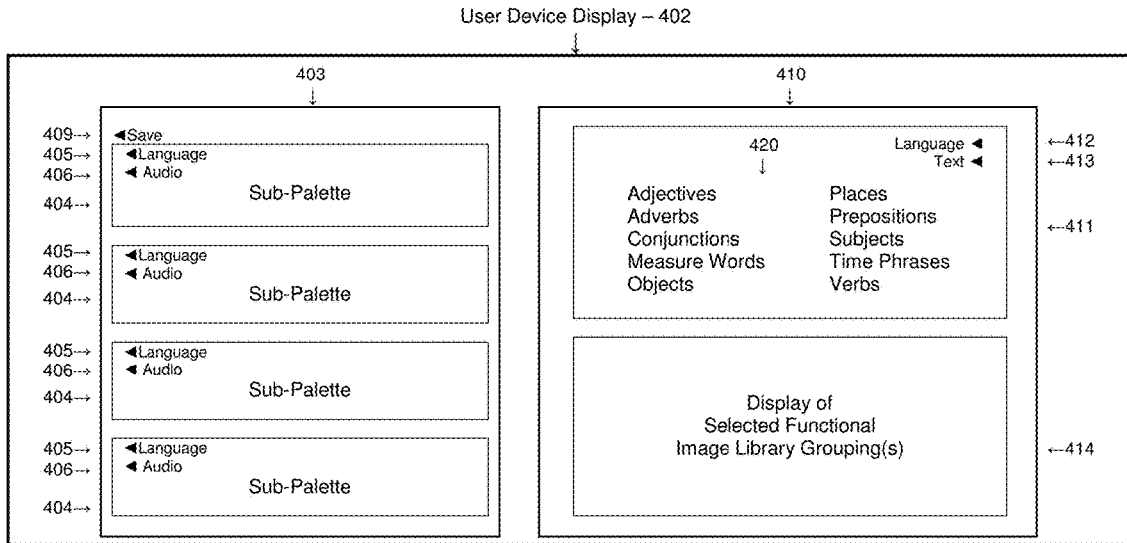 User Device Display – 402
403
410
409→ ◄Save
405→ ◄Language
406→ ◄ Audio
404→ Sub-Palette
405→ ◄Language
406→ ◄ Audio
404→ Sub-Palette
405→ ◄Language
406→ ◄ Audio
404→ Sub-Palette
405→ ◄Language
406→ ◄ Audio
Sub-Palette
404→
420
Language ◄ ←412
Text ◄ ←413
Adjectives Places
Adverbs Prepositions
Conjunctions Subjects ←411
Measure Words Time Phrases
Objects Verbs
Display of
Selected Functional
Image Library Grouping(s) ←414